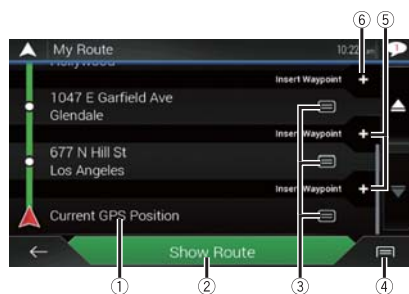 ⑥ ⑤
My Route 10:22 am
Hollywood
Insert Waypoint
1047 E Garfield Ave
Glendale
Insert Waypoint
677 N Hill St
Los Angeles
Insert Waypoint
Current GPS Position
Show Route
① ② ③ ④